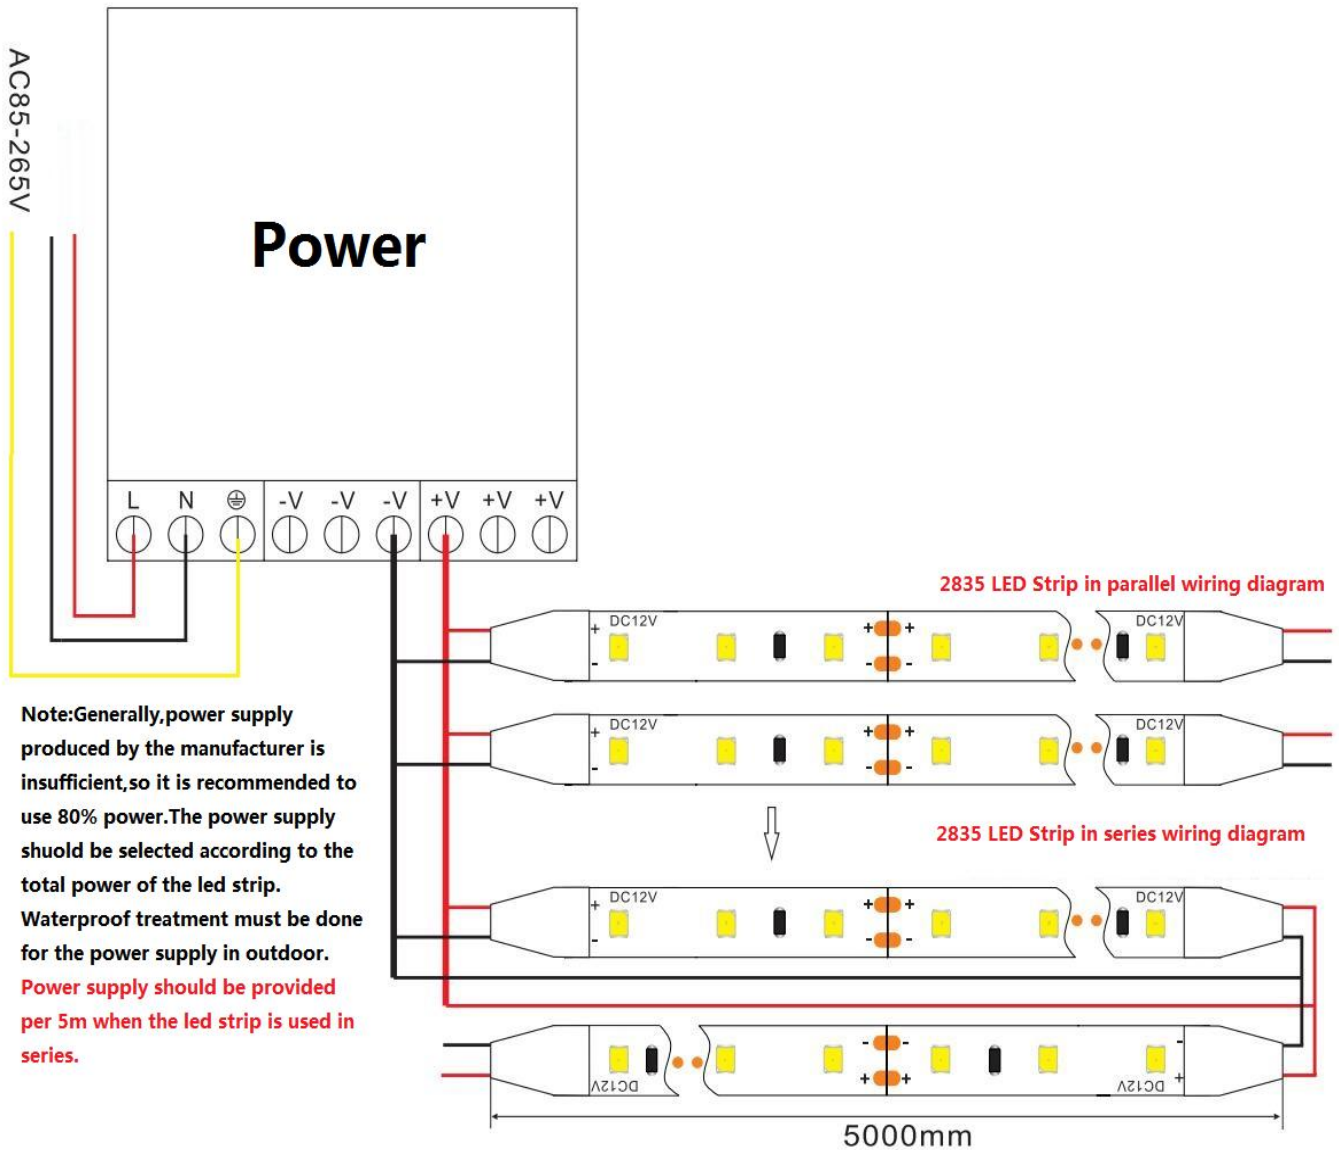 AC85-265V
Power
L N ⏚ -V -V -V +V +V +V
2835 LED Strip in parallel wiring diagram
+ DC12V + + DC12V
- - -
+ DC12V + + DC12V
- - -
2835 LED Strip in series wiring diagram
+ DC12V + + DC12V
- - -
- - -
DC12V + + DC12V +
5000mm
Note:Generally,power supply
produced by the manufacturer is
insufficient,so it is recommended to
use 80% power.The power supply
shuold be selected according to the
total power of the led strip.
Waterproof treatment must be done
for the power supply in outdoor.
Power supply should be provided
per 5m when the led strip is used in
series.